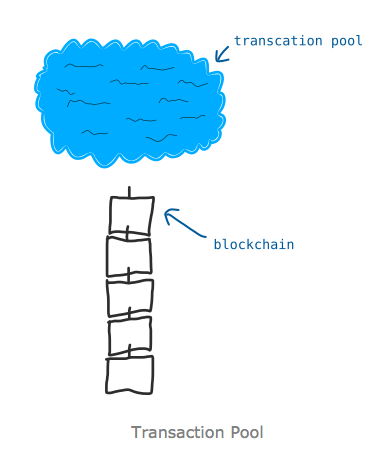 transcation pool
blockchain
Transaction Pool